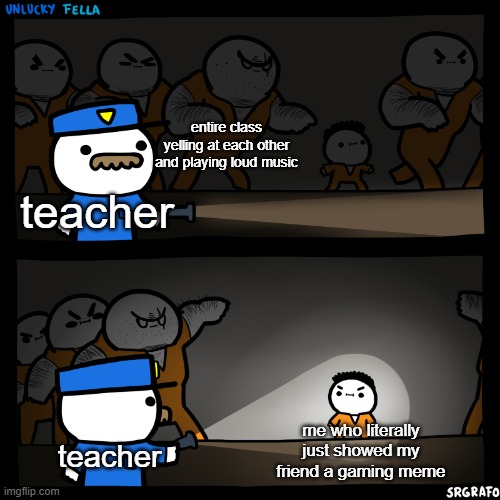 UNLUCKY FELLA
entire class
yelling at each other
and playing loud music
teacher
teacher
me who literally
just showed my
friend a gaming meme
imgflip.com
SRGRAFO